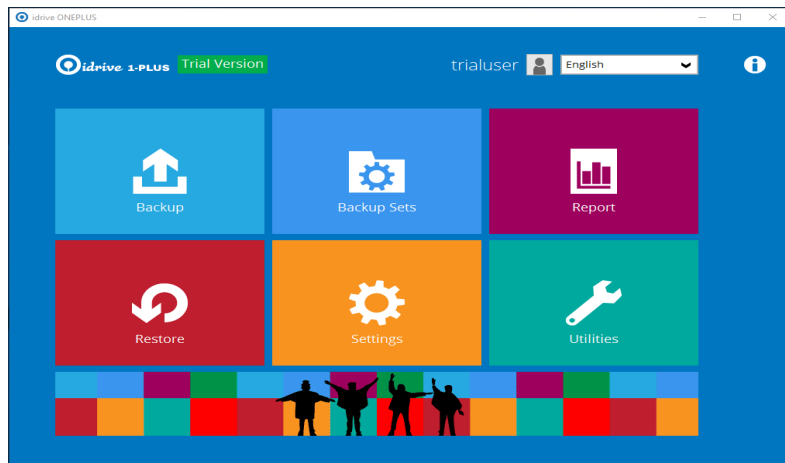 idrive ONEPLUS
idrive 1-PLUS Trial Version trialuser English
Backup Backup Sets Report
Restore Settings Utilities